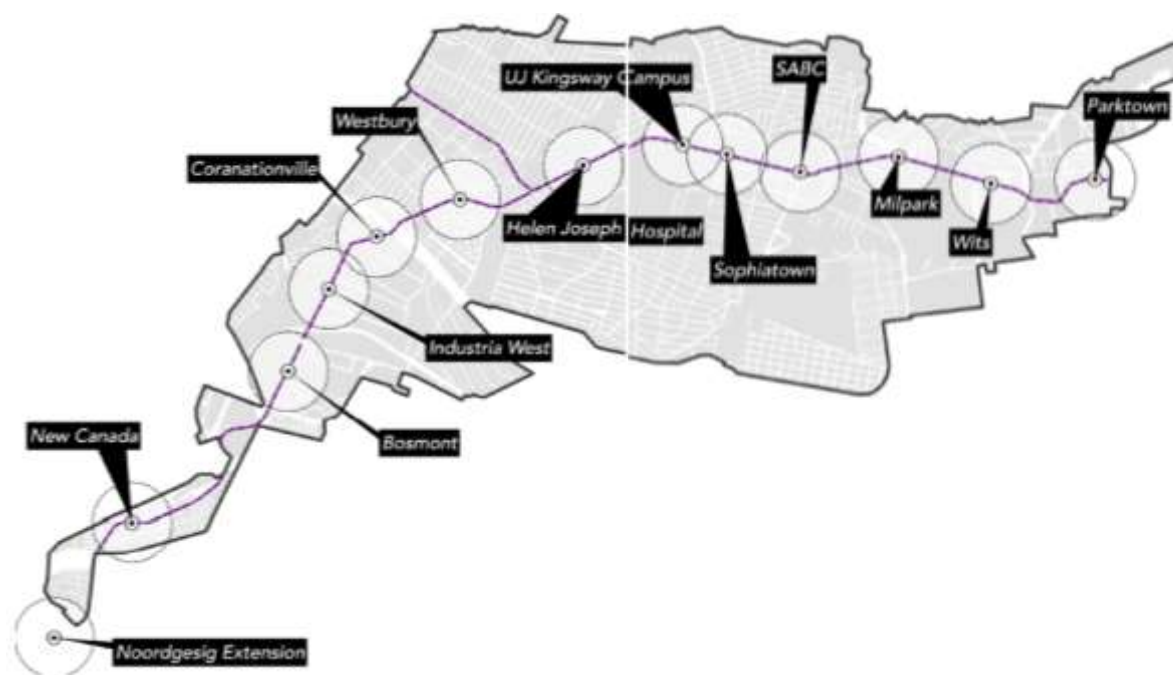 SABC
UJ Kingsway Campus
Parktown
Westbury
Coranationville
Milpark
Helen Joseph Hospital
Wits
Sophiatown
Industria West
New Canada
Bosmont
Noordgesig Extension